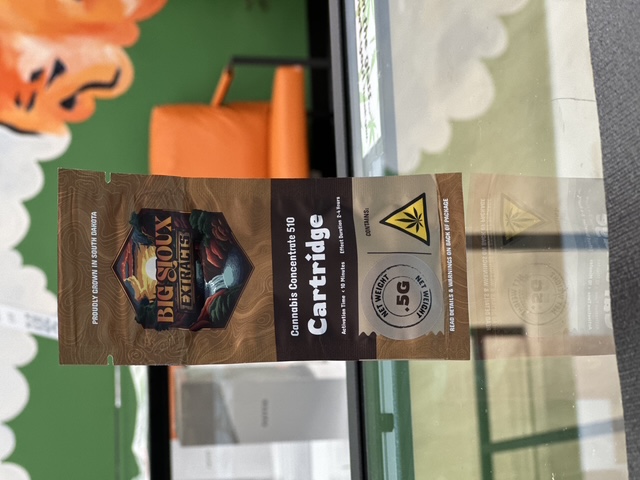 PROUDLY GROWN IN SOUTH DAKOTA
BIG SIOUX
EXTRACTS
Cannabis Concentrate 510
Cartridge
Activation Time < 10 Minutes Effect Duration 2-4 Hours
CONTAINS:
NET WEIGHT
.5G
NET WEIGHT
READ DETAILS & WARNINGS ON BACK OF PACKAGE